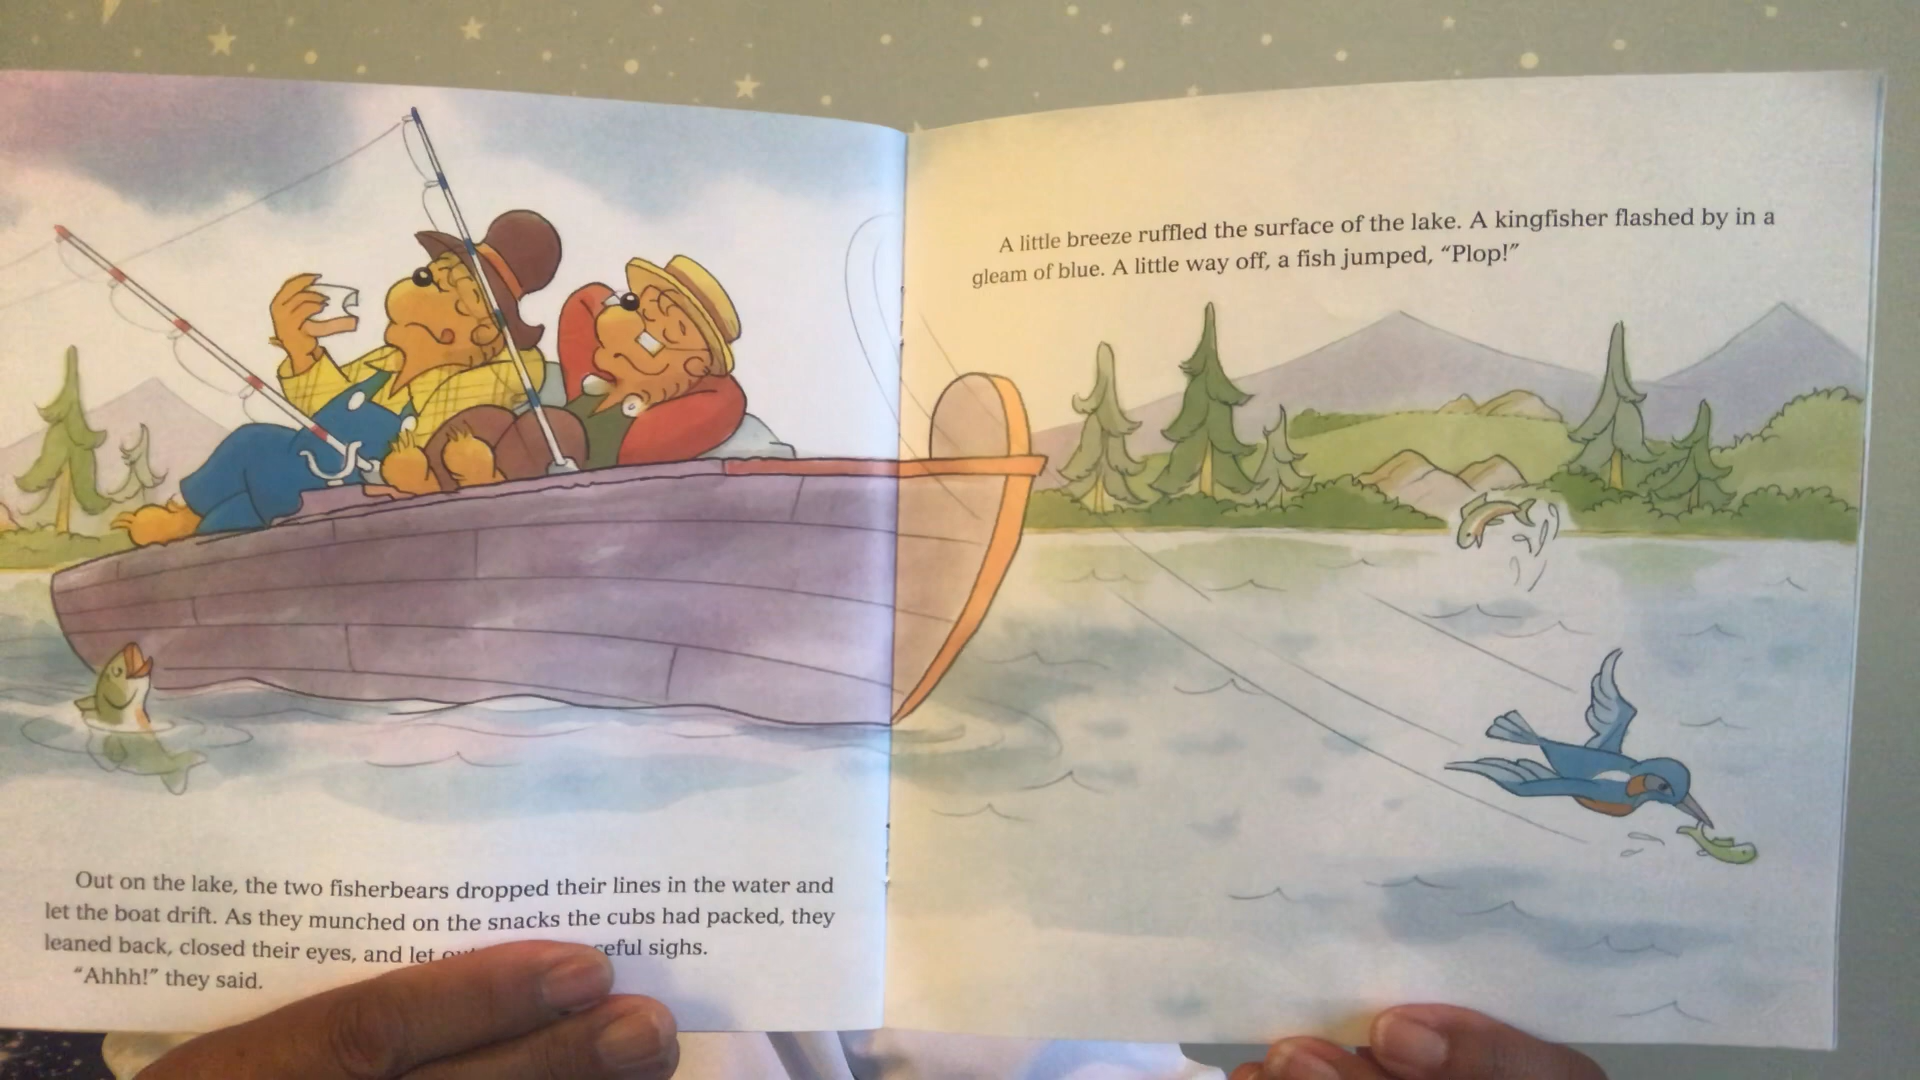 Out on the lake, the two fisherbears dropped their lines in the water and
let the boat drift. As they munched on the snacks the cubs had packed, they
leaned back, closed their eyes, and let sighs.
“Ahhh!” they said.
A little breeze ruffled the surface of the lake. A kingfisher flashed by in a
gleam of blue. A little way off, a fish jumped, “Plop!”